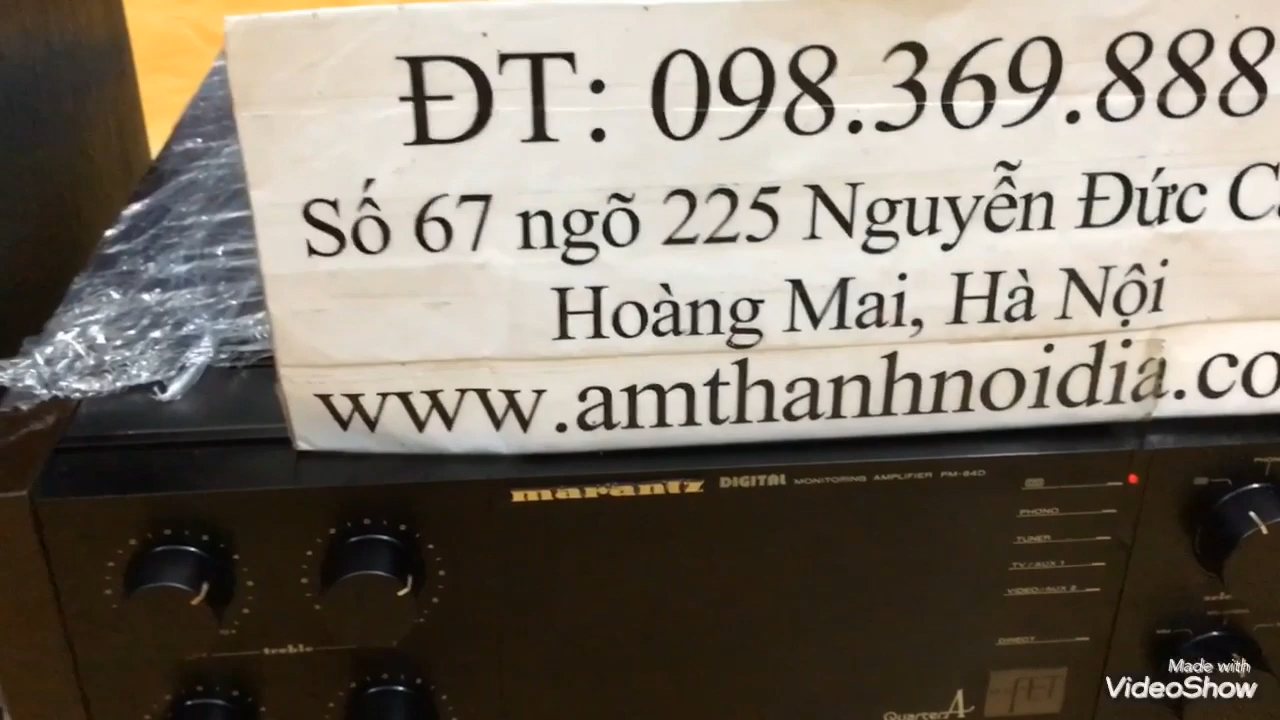 ĐT: 098.369.888
Số 67 ngõ 225 Nguyễn Đức C
Hoàng Mai, Hà Nội
www.amthanhnoidia.co
marantz DIGITAL MONITORING AMPLIFIER PM-84D
PHONO
TUNER
TV/AUX 1
VIDEO-AUX 2
DIRECT
treble
Quarter A
Made with
VideoShow